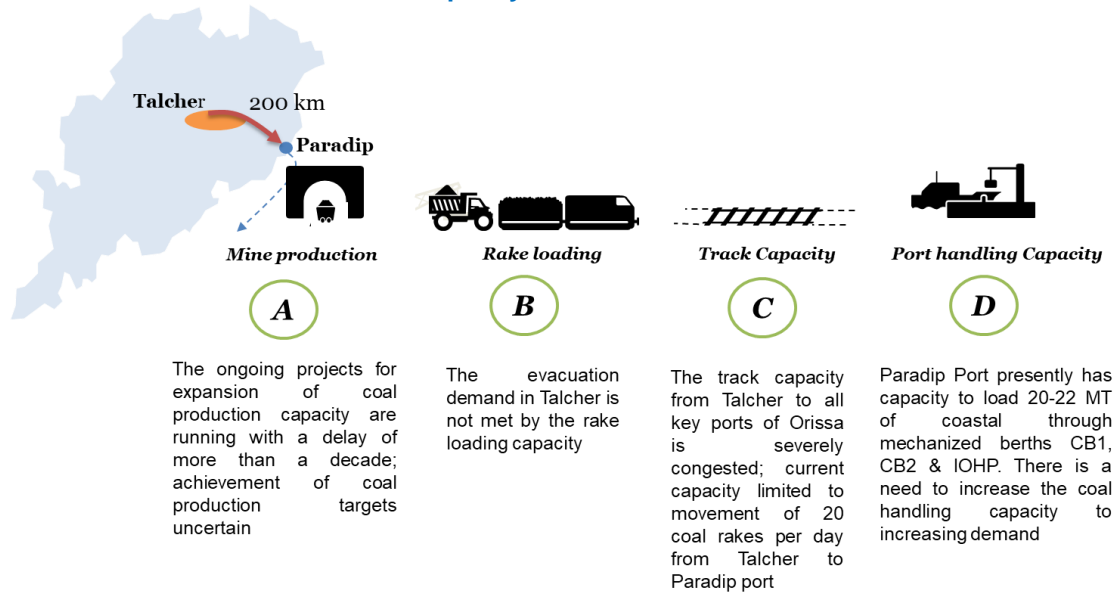 Talcher 200 km
Paradip
Mine production
Rake loading
Track Capacity
Port handling Capacity
A
B
C
D
The ongoing projects for
expansion of coal
production capacity are
running with a delay of
more than a decade;
achievement of coal
production targets
uncertain
The evacuation
demand in Talcher is
not met by the rake
loading capacity
The track capacity
from Talcher to all
key ports of Orissa
is severely
congested; current
capacity limited to
movement of 20
coal rakes per day
from Talcher to
Paradip port
Paradip Port presently has
capacity to load 20-22 MT
of coastal through
mechanized berths CB1,
CB2 & IOHP. There is a
need to increase the coal
handling capacity to
increasing demand